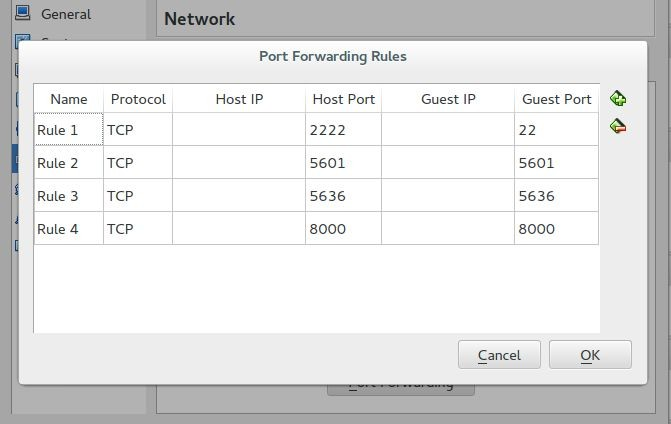 General
Network
Port Forwarding Rules
Name Protocol Host IP Host Port Guest IP Guest Port
Rule 1 TCP 2222 22
Rule 2 TCP 5601 5601
Rule 3 TCP 5636 5636
Rule 4 TCP 8000 8000
Cancel OK
Port Forwarding